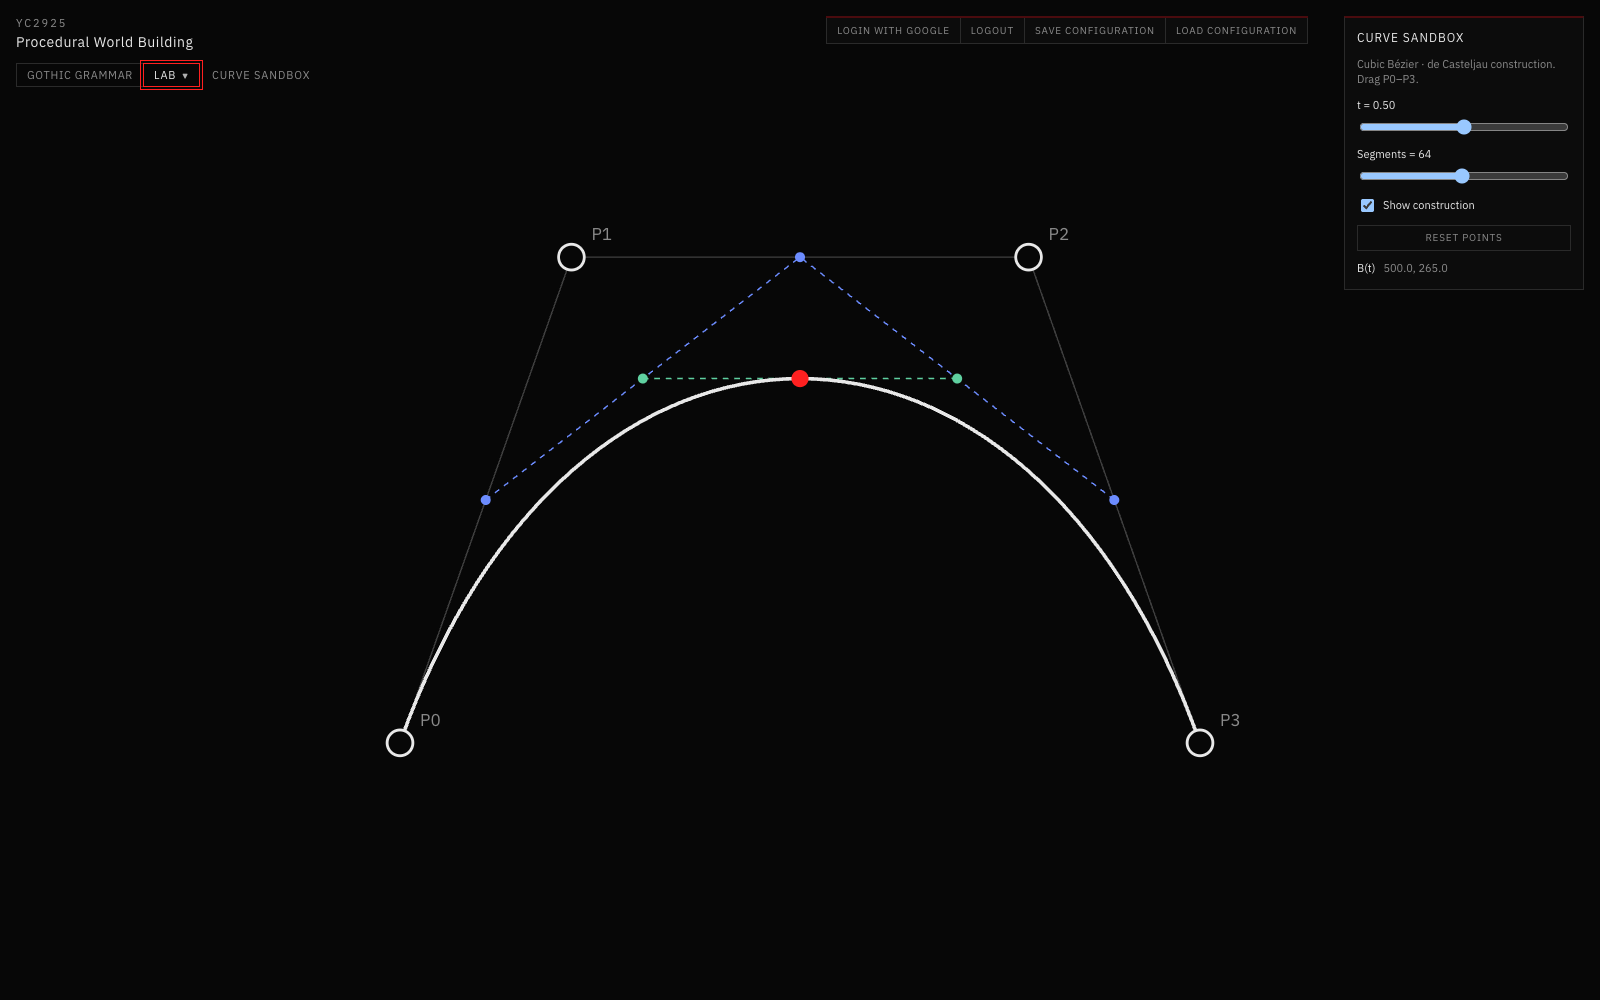 YC2925
Procedural World Building
GOTHIC GRAMMAR LAB ▾ CURVE SANDBOX
LOGIN WITH GOOGLE LOGOUT SAVE CONFIGURATION LOAD CONFIGURATION
CURVE SANDBOX
Cubic Bézier · de Casteljau construction.
Drag P0–P3.
t = 0.50
Segments = 64
Show construction
RESET POINTS
B(t) 500.0, 265.0
P1
P2
P0
P3